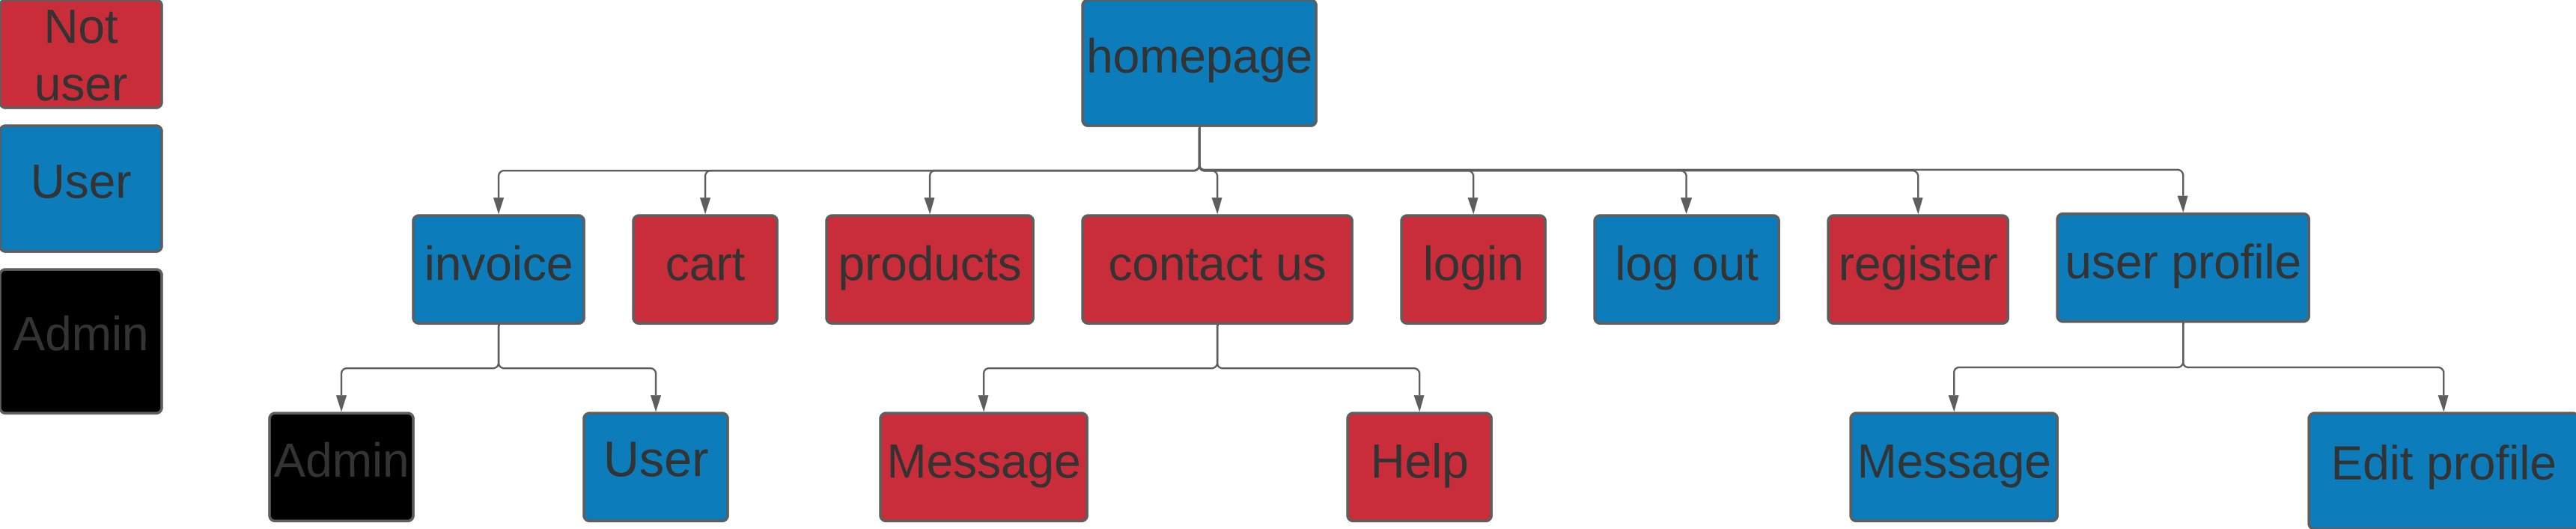 Not
user
User
Admin
homepage
invoice
cart
products
contact us
login
log out
register
user profile
Admin
User
Message
Help
Message
Edit profile